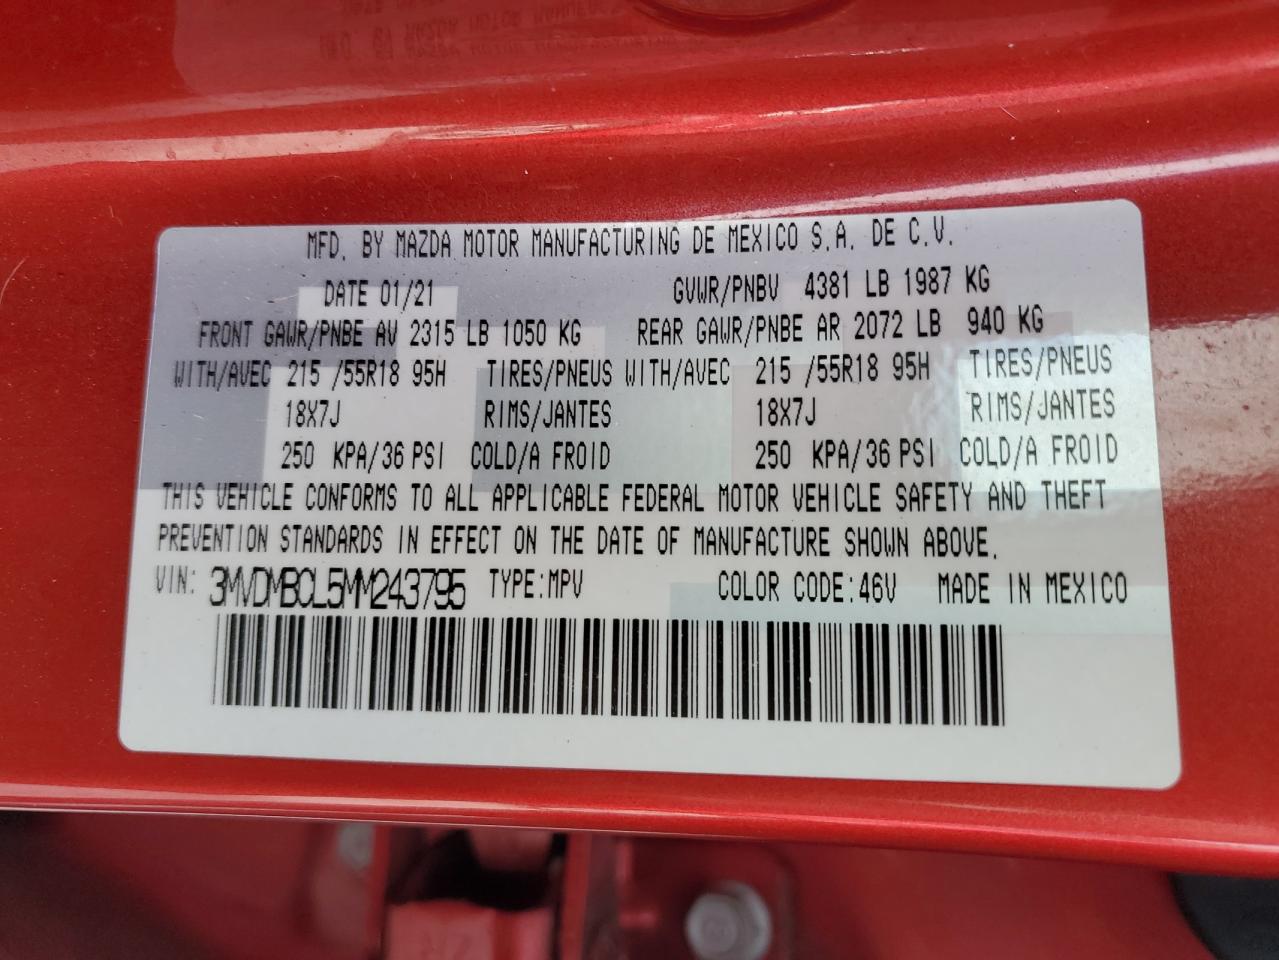 MFD. BY MAZDA MOTOR MANUFACTURING DE MEXICO S.A. DE C.V.
DATE 01/21 GVWR/PNBV 4381 LB 1987 KG
FRONT GAWR/PNBE AV 2315 LB 1050 KG REAR GAWR/PNBE AR 2072 LB 940 KG
WITH/AVEC 215 /55R18 95H TIRES/PNEUS WITH/AVEC 215 /55R18 95H TIRES/PNEUS
18X7J RIMS/JANTES 18X7J RIMS/JANTES
250 KPA/36 PSI COLD/A FROID 250 KPA/36 PSI COLD/A FROID
THIS VEHICLE CONFORMS TO ALL APPLICABLE FEDERAL MOTOR VEHICLE SAFETY AND THEFT
PREVENTION STANDARDS IN EFFECT ON THE DATE OF MANUFACTURE SHOWN ABOVE.
VIN: 3MVDMBCL5MM243795 TYPE:MPV COLOR CODE:46V MADE IN MEXICO